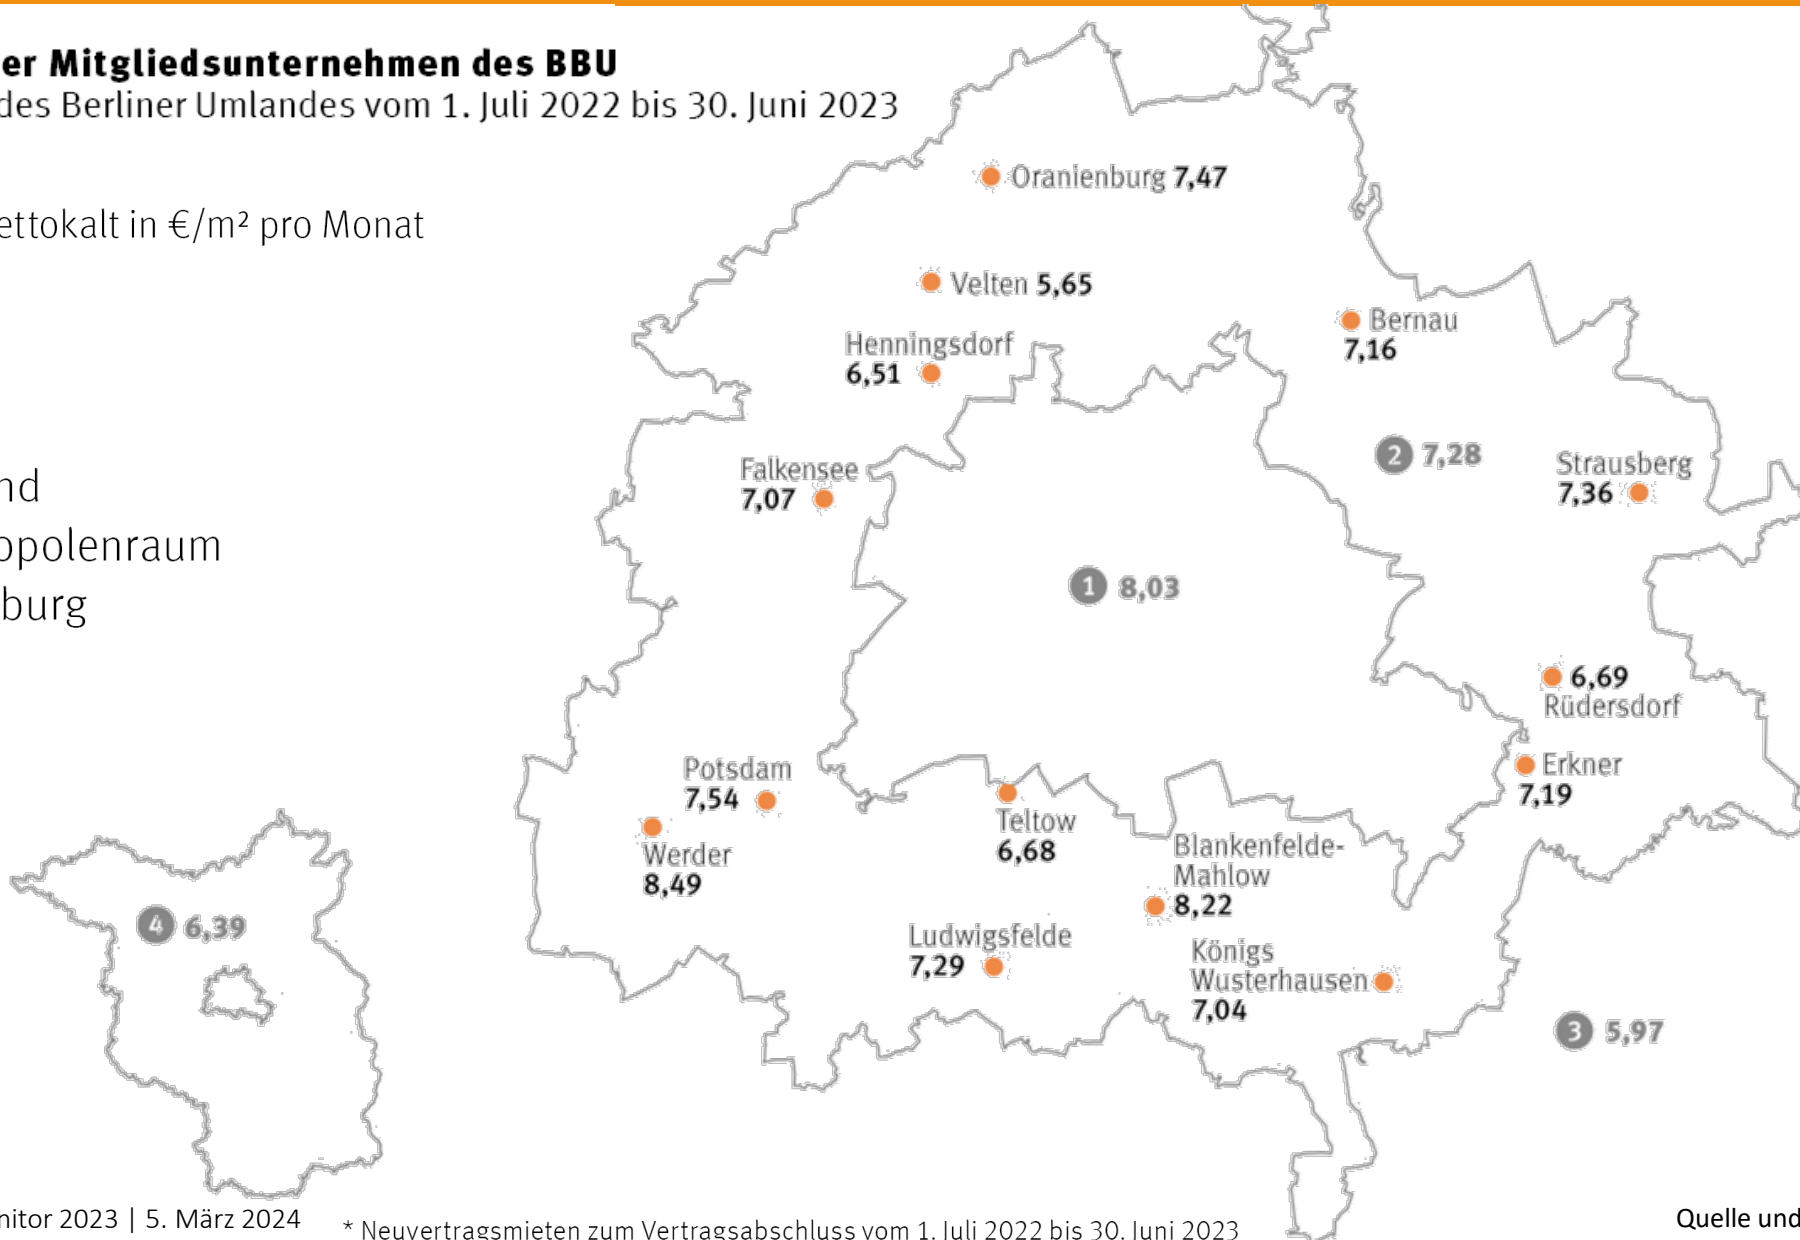 er Mitgliedsunternehmen des BBU
des Berliner Umlandes vom 1. Juli 2022 bis 30. Juni 2023
ettokalt in €/m² pro Monat
Oranienburg 7,47
Velten 5,65
Henningsdorf
6,51
Bernau
7,16
Falkensee
7,07
2 7,28
Strausberg
7,36
nd
opolenraum
burg
1 8,03
6,69
Rüdersdorf
Erkner
7,19
Potsdam
7,54
Werder
8,49
Teltow
6,68
Blankenfelde-
Mahlow
8,22
Ludwigsfelde
7,29
Königs
Wusterhausen
7,04
4 6,39
3 5,97
nitor 2023 | 5. März 2024
* Neuvertragsmieten zum Vertragsabschluss vom 1. Juli 2022 bis 30. Juni 2023
Quelle und